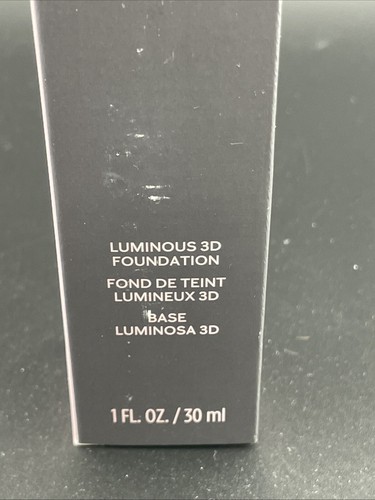 LUMINOUS 3D
FOUNDATION
FOND DE TEINT
LUMINEUX 3D
BASE
LUMINOSA 3D
1 FL. OZ. / 30 ml